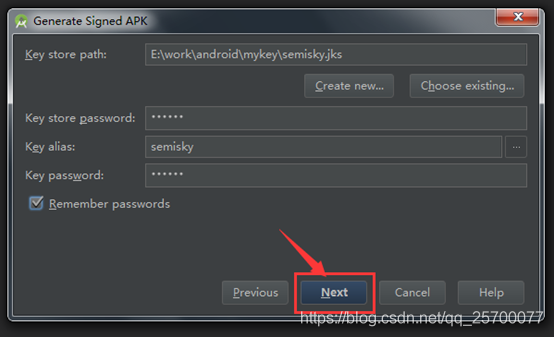 Generate Signed APK
Key store path: E:\work\android\mykey\semisky.jks
Create new... Choose existing...
Key store password: ••••••
Key alias: semisky ...
Key password: ••••••
Remember passwords
Previous Next Cancel Help
https://blog.csdn.net/qq_25700077